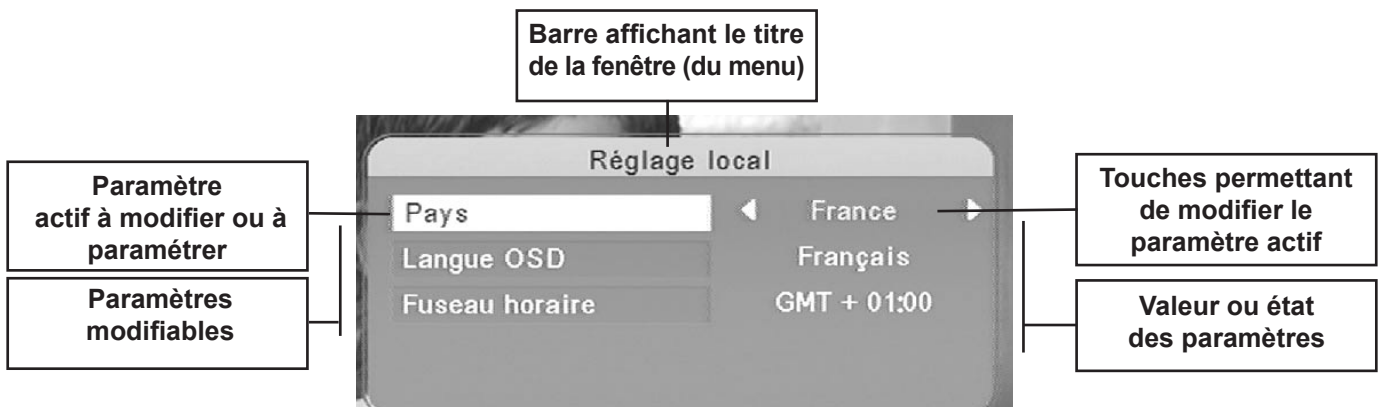 Barre affichant le titre
de la fenêtre (du menu)
Réglage local
Paramètre
actif à modifier ou à
paramétrer
Pays
France
Touches permettant
de modifier le
paramètre actif
Langue OSD
Français
Paramètres
modifiables
Fuseau horaire
GMT + 01:00
Valeur ou état
des paramètres